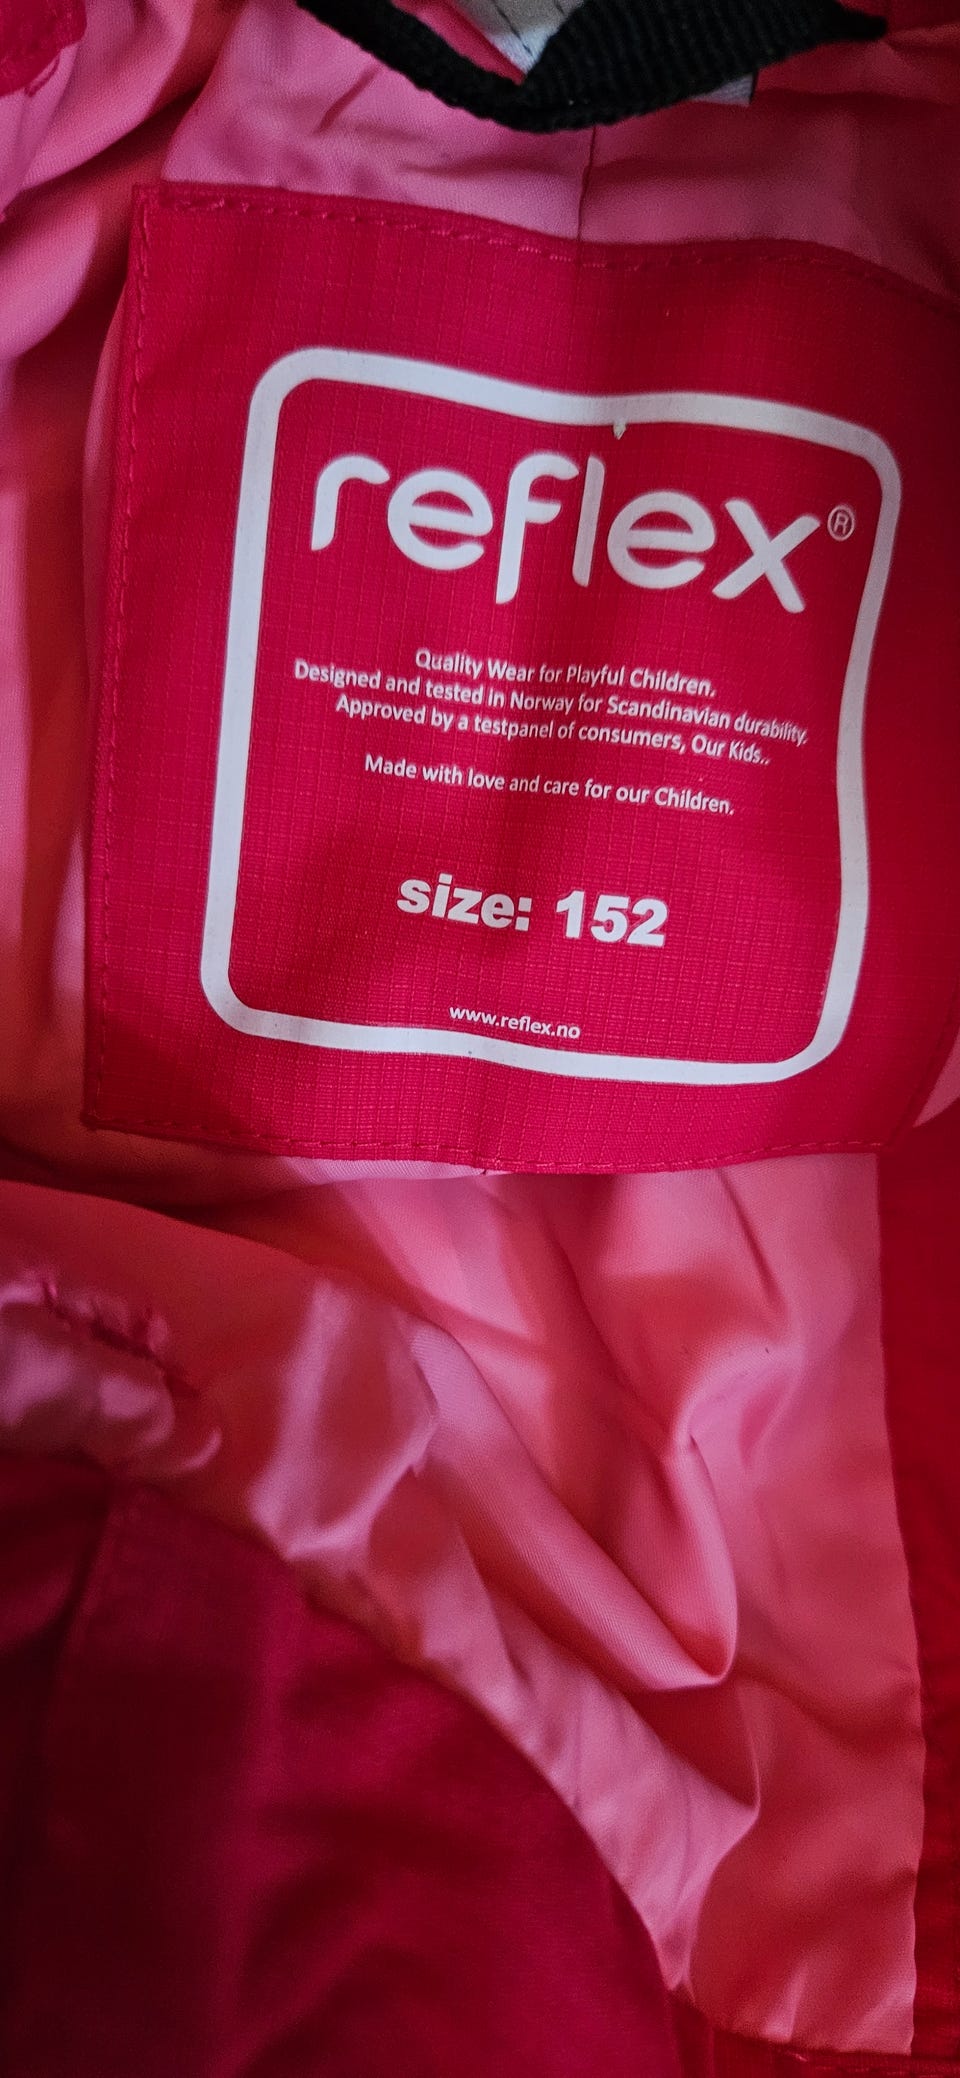 reflex®
Quality Wear for Playful Children.
Designed and tested in Norway for Scandinavian durability.
Approved by a testpanel of consumers, Our Kids..
Made with love and care for our Children.
size: 152
www.reflex.no